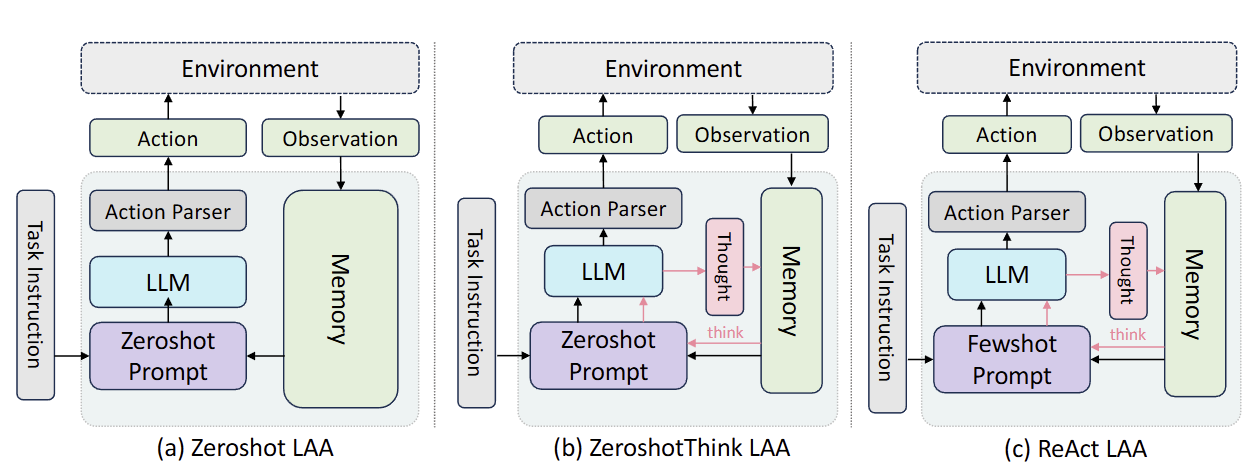 Environment
Action
Observation
Task Instruction
Action Parser
LLM
Memory
Zeroshot
Prompt
(a) Zeroshot LAA
Environment
Action
Observation
Task Instruction
Action Parser
LLM
Thought
Memory
think
Zeroshot
Prompt
(b) ZeroshotThink LAA
Environment
Action
Observation
Task Instruction
Action Parser
LLM
Thought
Memory
think
Fewshot
Prompt
(c) ReAct LAA